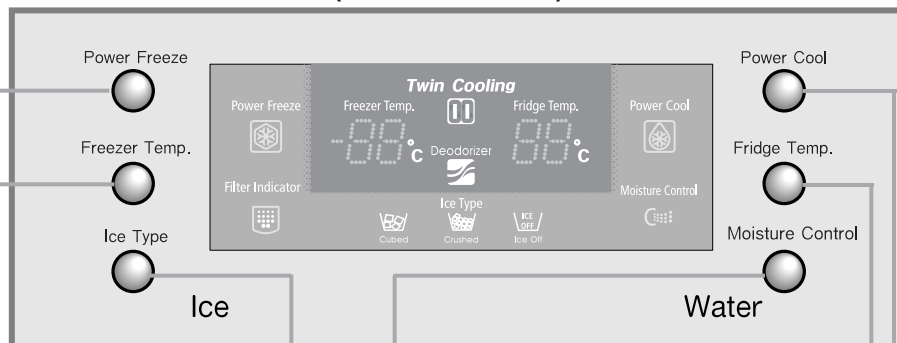 Power Freeze
Power Cool
Twin Cooling
Power Freeze
Freezer Temp.
Fridge Temp.
Power Cool
-88°C
88°C
Deodorizer
Freezer Temp.
Fridge Temp.
Filter Indicator
Moisture Control
Ice Type
ICE
OFF
Cubed
Crushed
Ice Off
Ice Type
Moisture Control
Ice
Water